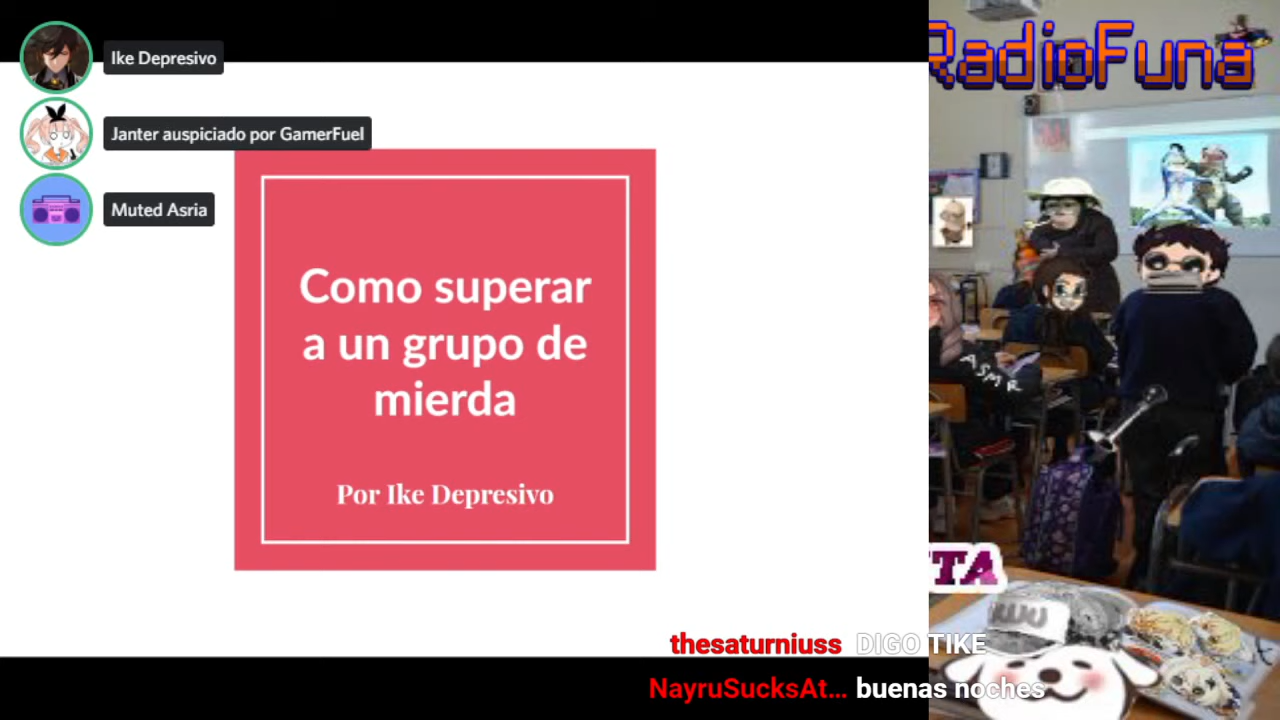 Ike Depresivo
RadioFuna
Janter auspiciado por GamerFuel
Muted Asria
Como superar
a un grupo de
mierda
Por Ike Depresivo
ASMR
TA
thesaturniuss DIGO TIKE
NayruSucksAt... buenas noches